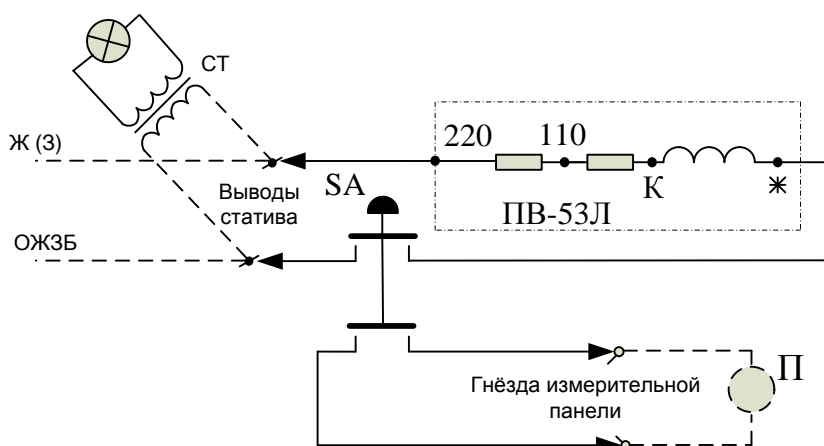 СТ
Ж (З)
220
110
К
*
Выводы
статива
SA
ПВ-53Л
ОЖЗБ
П
Гнёзда измерительной
панели